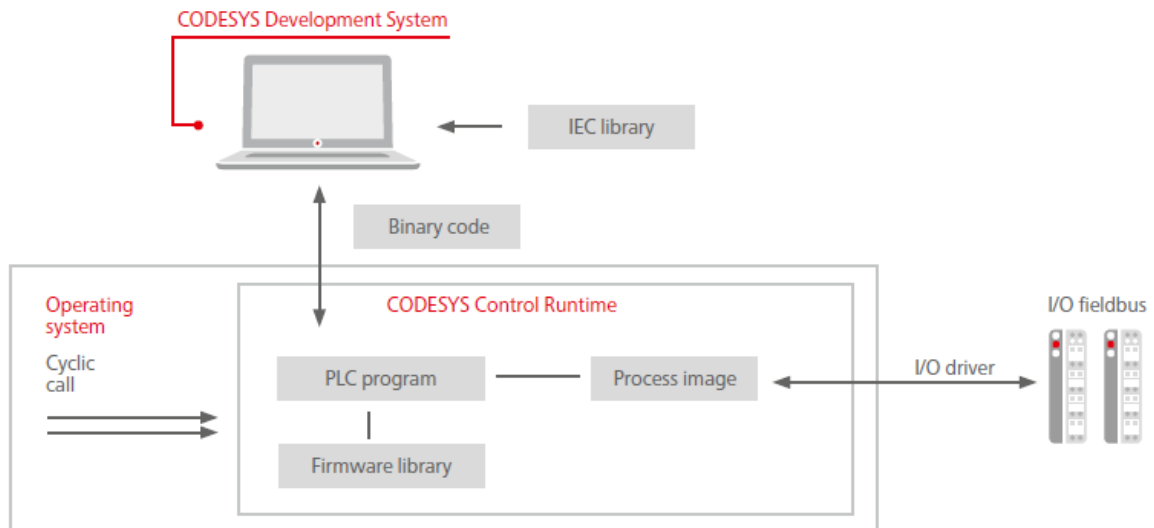 CODESYS Development System
IEC library
Binary code
Operating
system
Cyclic
call
CODESYS Control Runtime
PLC program
Process image
Firmware library
I/O driver
I/O fieldbus